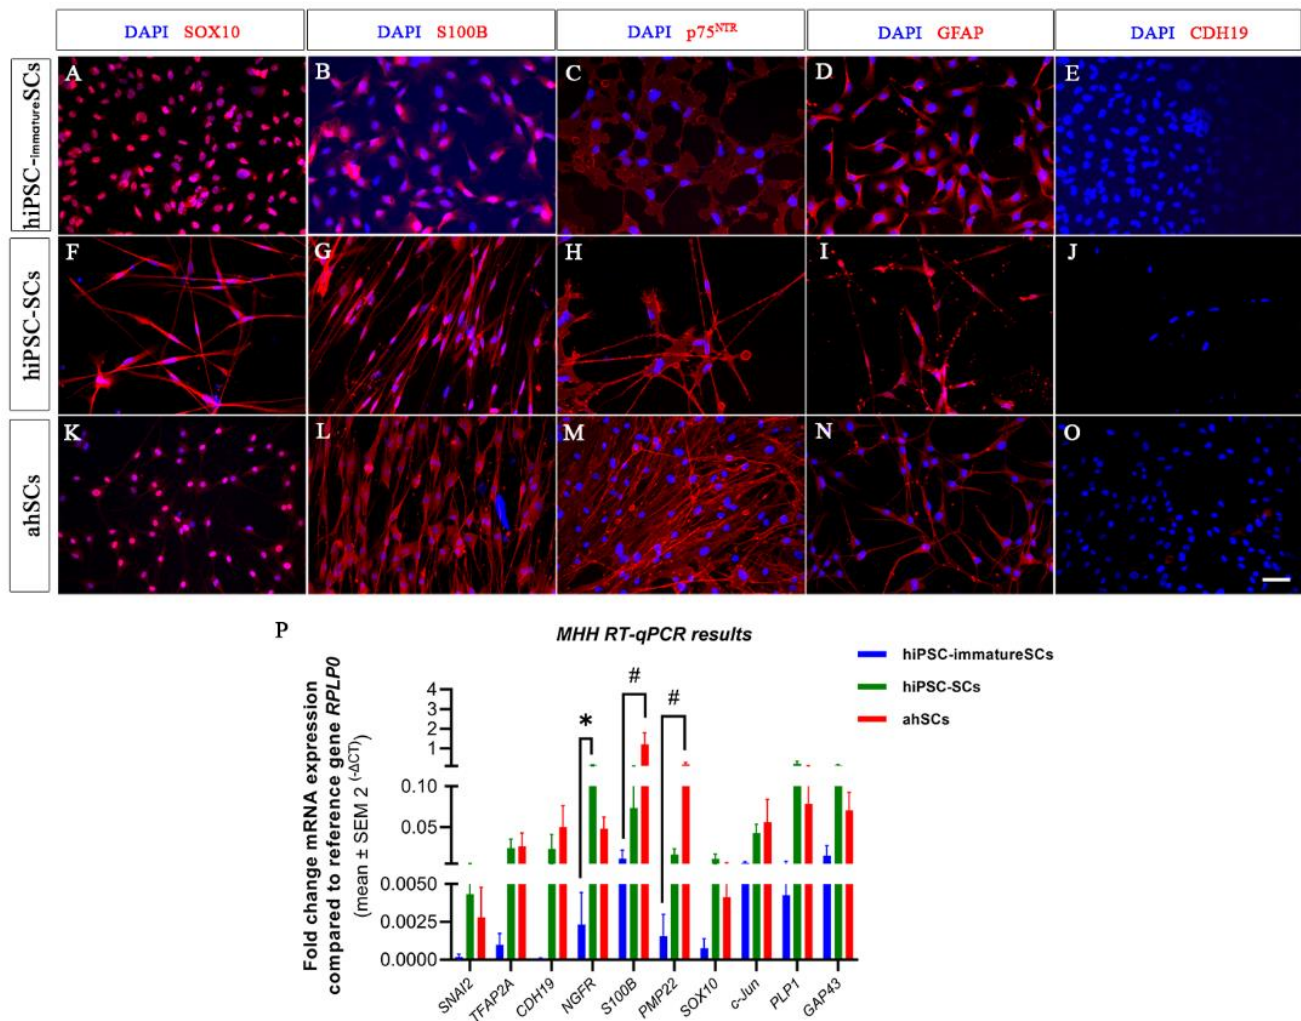 DAPI SOX10
DAPI S100B
DAPI p75NTR
DAPI GFAP
DAPI CDH19
hiPSC-immatureSCs
A
B
C
D
E
hiPSC-SCs
F
G
H
I
J
ahSCs
K
L
M
N
O
P
MHH RT-qPCR results
hiPSC-immatureSCs
hiPSC-SCs
ahSCs
Fold change mRNA expression
compared to reference gene RPLP0
(mean ± SEM 2(-ΔCT))
4
3
2
1
0.10
0.05
0.0050
0.0025
0.0000
*
#
#
SNAI2
TFAP2A
CDH19
NGFR
S100B
PMP22
SOX10
c-Jun
PLP1
GAP43